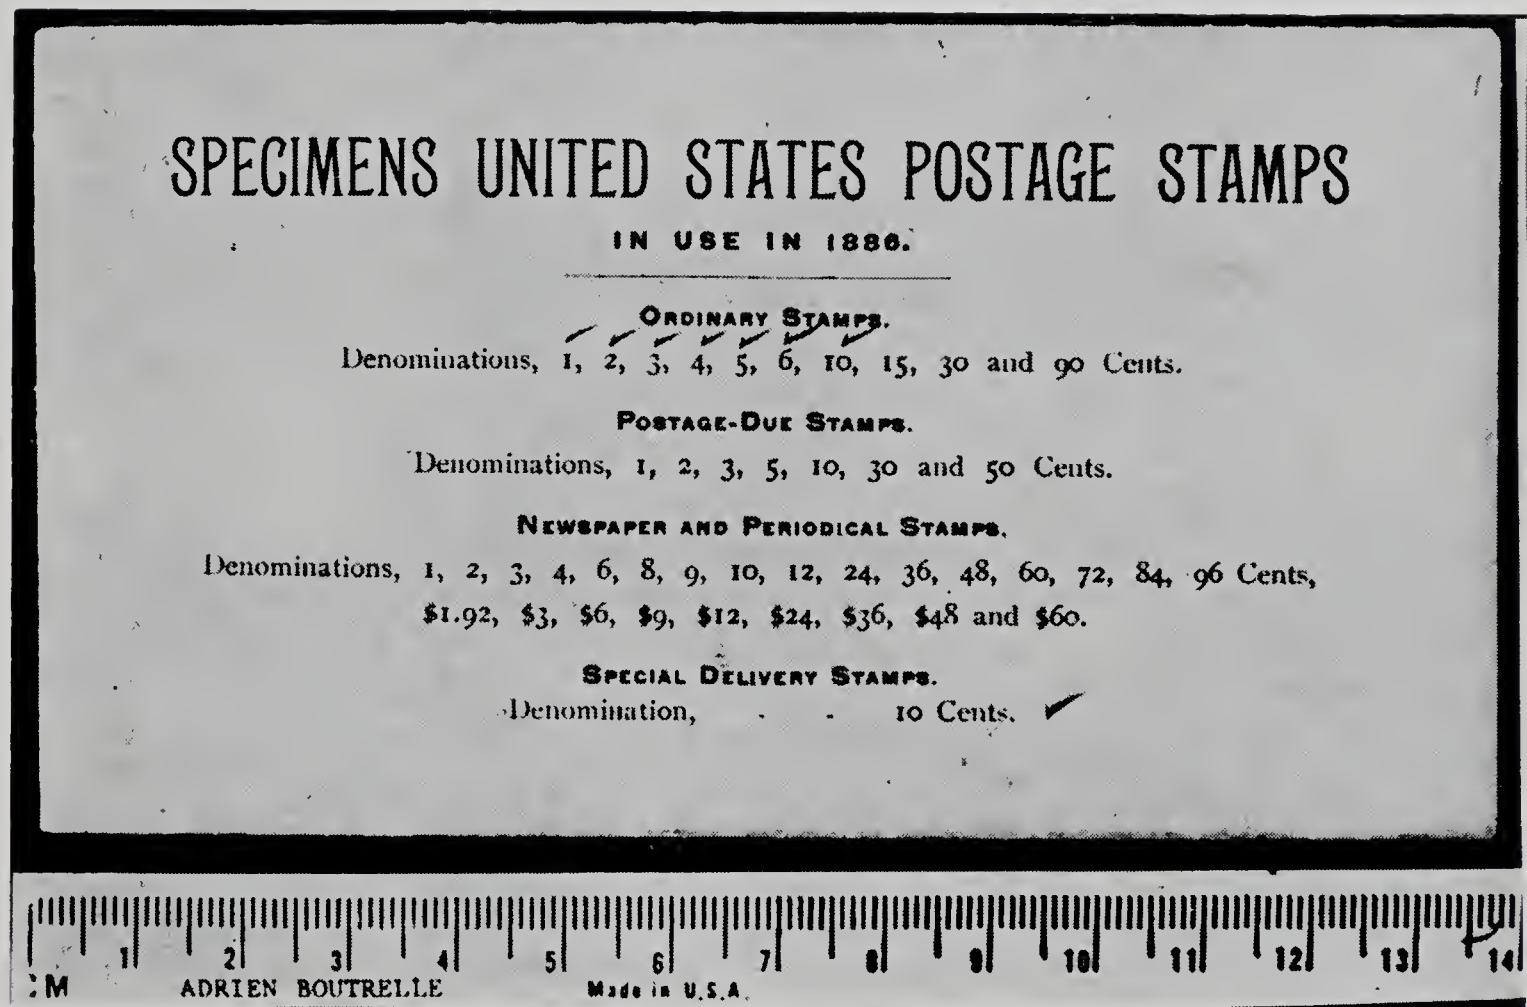 SPECIMENS UNITED STATES POSTAGE STAMPS
IN USE IN 1886.
ORDINARY STAMPS.
Denominations, 1, 2, 3, 4, 5, 6, 10, 15, 30 and 90 Cents.
POSTAGE-DUE STAMPS.
Denominations, 1, 2, 3, 5, 10, 30 and 50 Cents.
NEWSPAPER AND PERIODICAL STAMPS.
Denominations, 1, 2, 3, 4, 6, 8, 9, 10, 12, 24, 36, 48, 60, 72, 84, 96 Cents,
$1.92, $3, $6, $9, $12, $24, $36, $48 and $60.
SPECIAL DELIVERY STAMPS.
Denomination, - - 10 Cents.
1 2 3 4 5 6 7 8 9 10 11 12 13 14
CM ADRIEN BOUTRELLE Made in U.S.A.